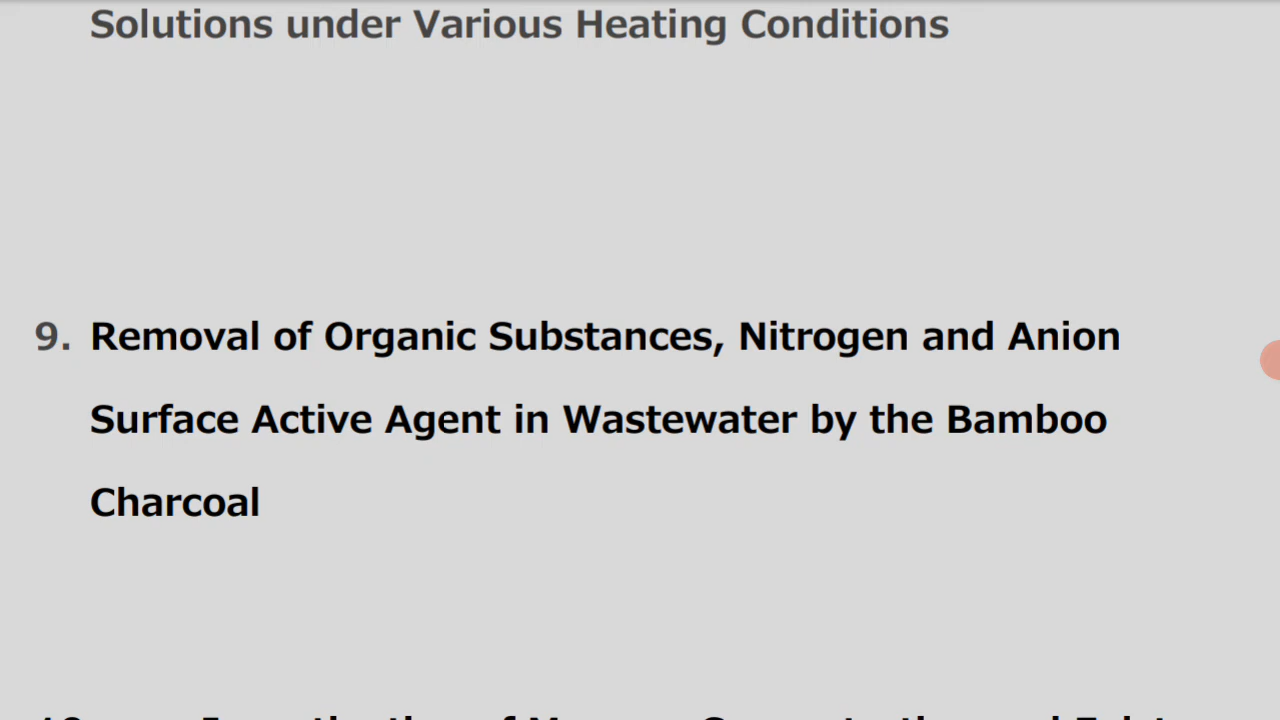 Solutions under Various Heating Conditions
9. Removal of Organic Substances, Nitrogen and Anion
Surface Active Agent in Wastewater by the Bamboo
Charcoal